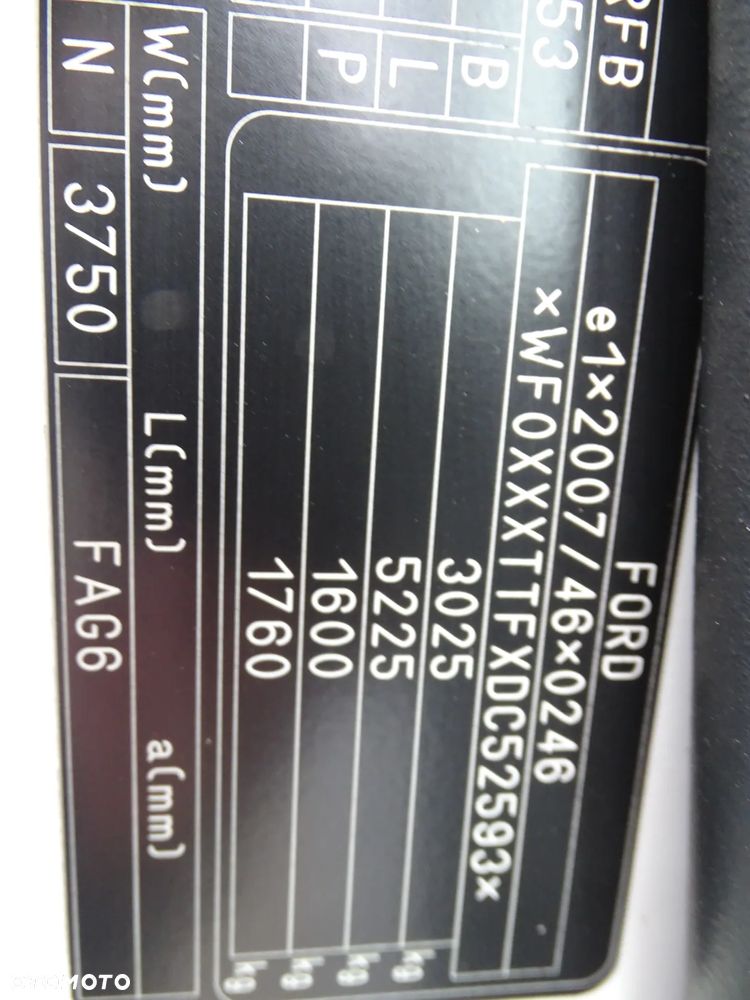 FORD
e1×2007/46×0246
×WF0XXXTTFXDC52593×
3025 kg
5225 kg
1600 kg
1760 kg
RFB
53
B
L
P
W(mm) L(mm) a(mm)
N 3750 FAG6
OTOMOTO